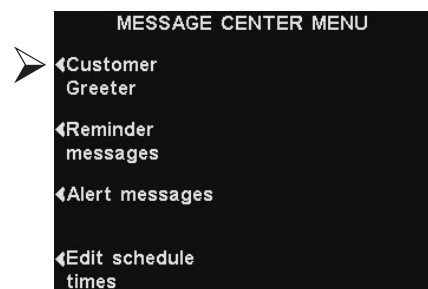 MESSAGE CENTER MENU
Customer
Greeter
Reminder
messages
Alert messages
Edit schedule
times